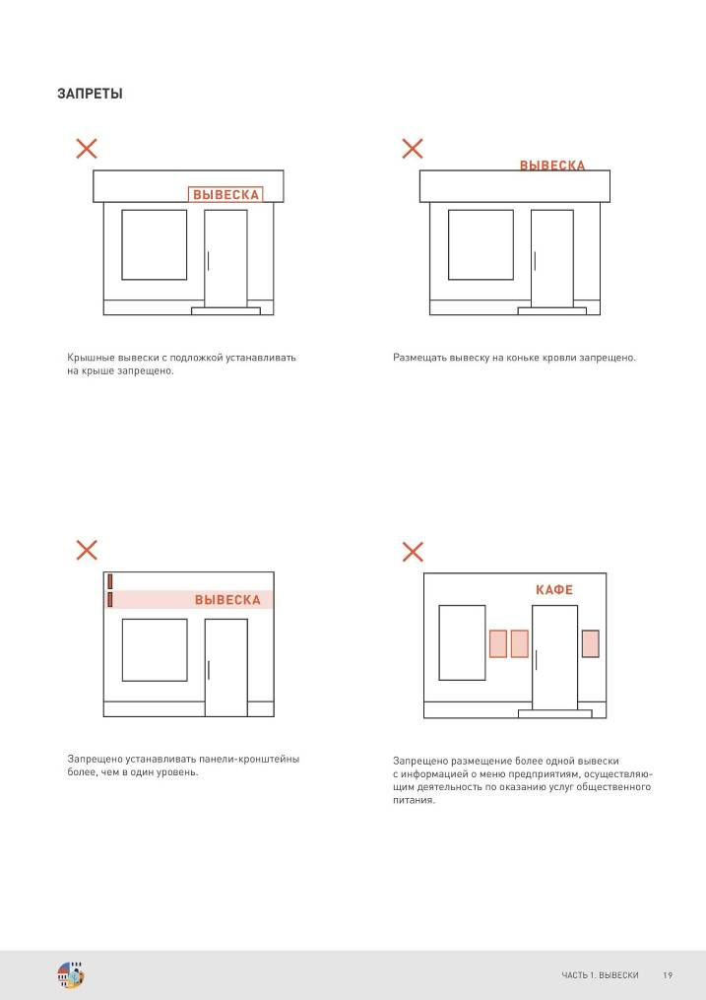 ЗАПРЕТЫ
ВЫВЕСКА
ВЫВЕСКА
Крышные вывески с подложкой устанавливать
на крыше запрещено.
Размещать вывеску на коньке кровли запрещено.
ВЫВЕСКА
КАФЕ
Запрещено устанавливать панели-кронштейны
более, чем в один уровень.
Запрещено размещение более одной вывески
с информацией о меню предприятиям, осуществляю-
щим деятельность по оказанию услуг общественного
питания.
ЧАСТЬ 1. ВЫВЕСКИ 19